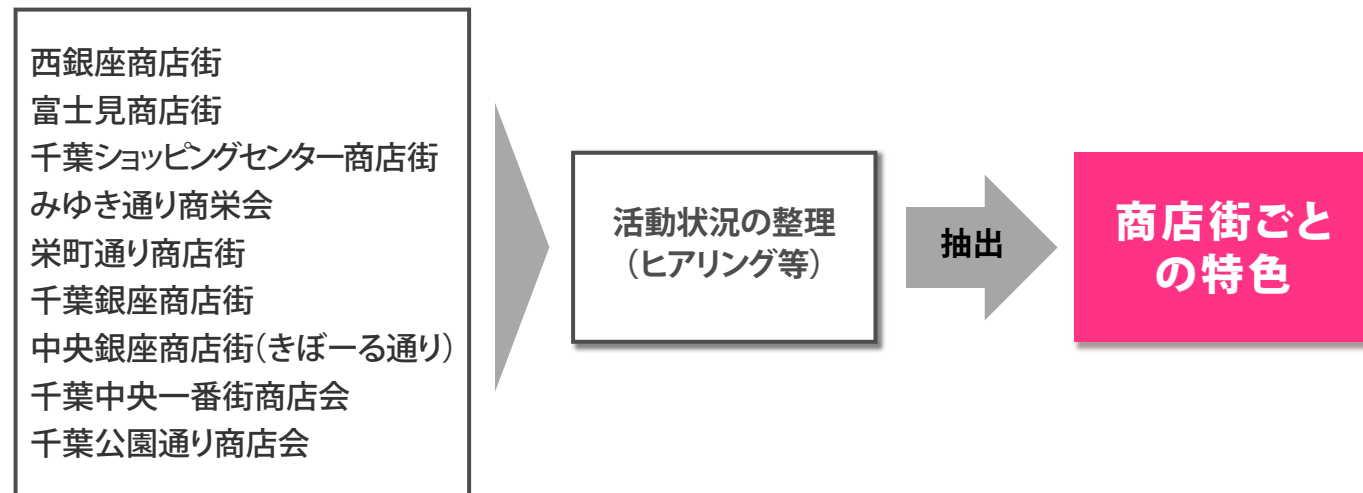 西銀座商店街
富士見商店街
千葉ショッピングセンター商店街
みゆき通り商栄会
栄町通り商店街
千葉銀座商店街
中央銀座商店街(きぼーる通り)
千葉中央一番街商店会
千葉公園通り商店会
活動状況の整理
(ヒアリング等)
抽出
商店街ごと
の特色